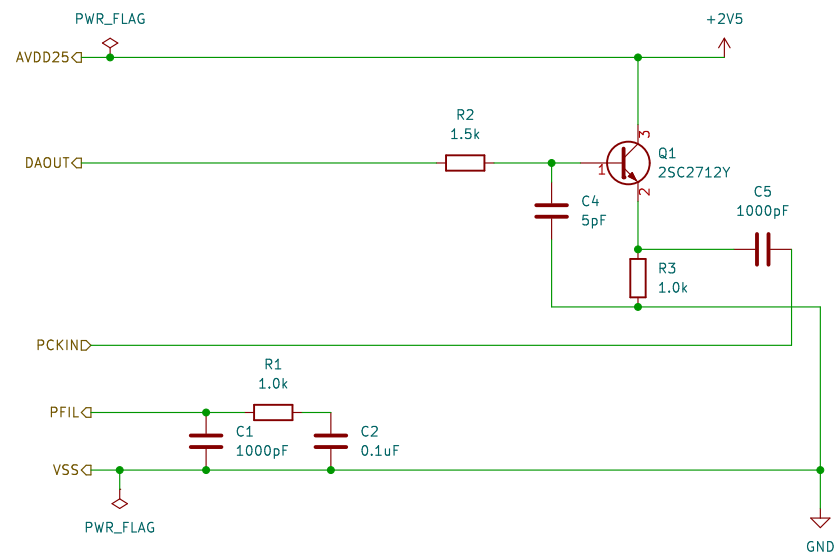 PWR_FLAG
+2V5
AVDD25
R2
1.5k
DAOUT
3
Q1
2SC2712Y
1
2
C4
5pF
C5
1000pF
R3
1.0k
PCKIN
R1
1.0k
PFIL
C1
1000pF
C2
0.1uF
VSS
PWR_FLAG
GND